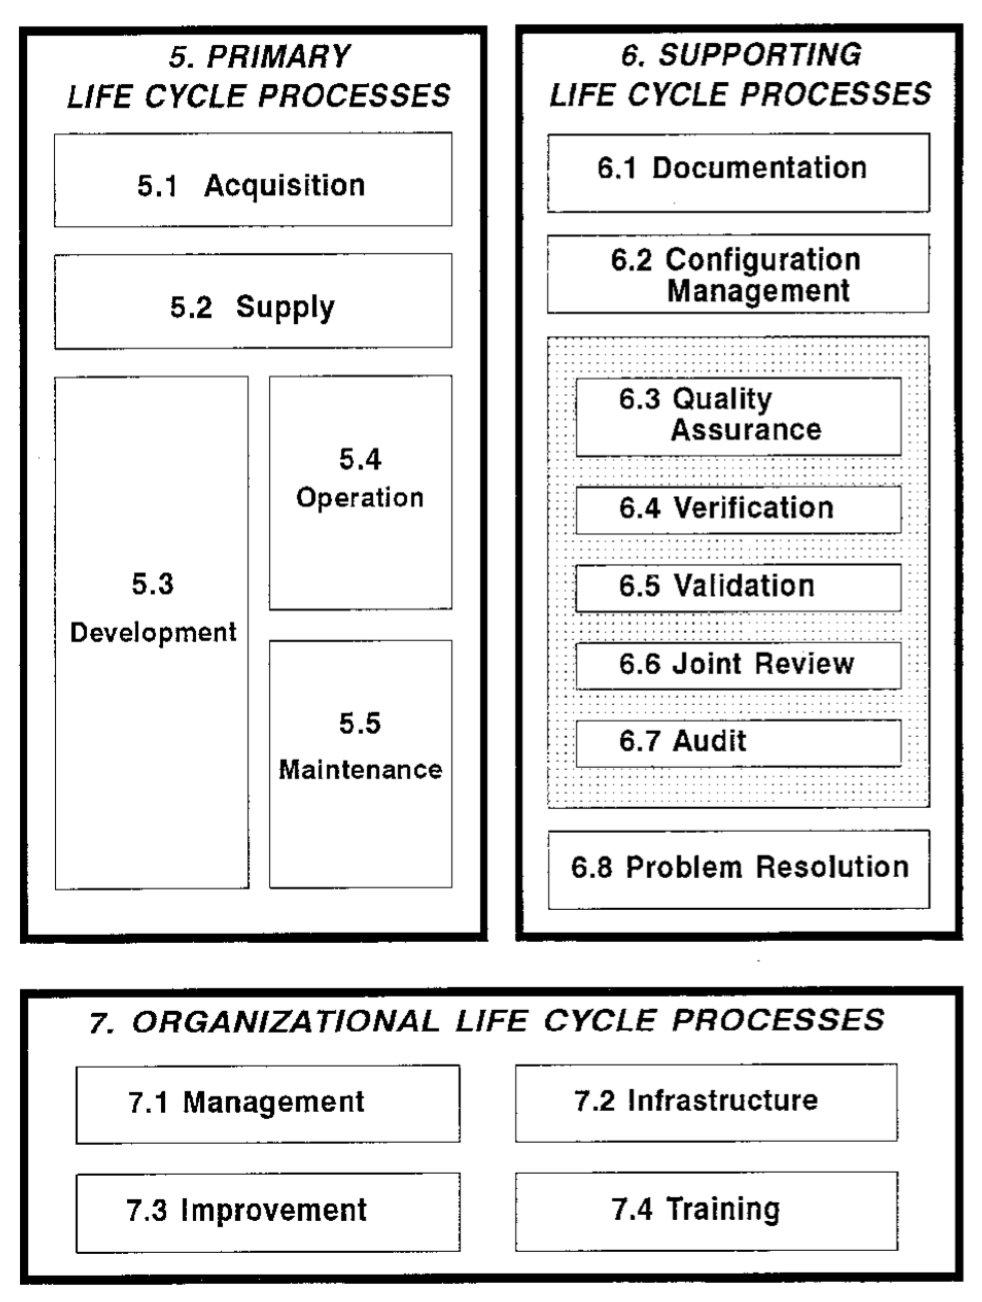 5. PRIMARY
LIFE CYCLE PROCESSES
5.1 Acquisition
5.2 Supply
5.3
Development
5.4
Operation
5.5
Maintenance
6. SUPPORTING
LIFE CYCLE PROCESSES
6.1 Documentation
6.2 Configuration
Management
6.3 Quality
Assurance
6.4 Verification
6.5 Validation
6.6 Joint Review
6.7 Audit
6.8 Problem Resolution
7. ORGANIZATIONAL LIFE CYCLE PROCESSES
7.1 Management
7.2 Infrastructure
7.3 Improvement
7.4 Training